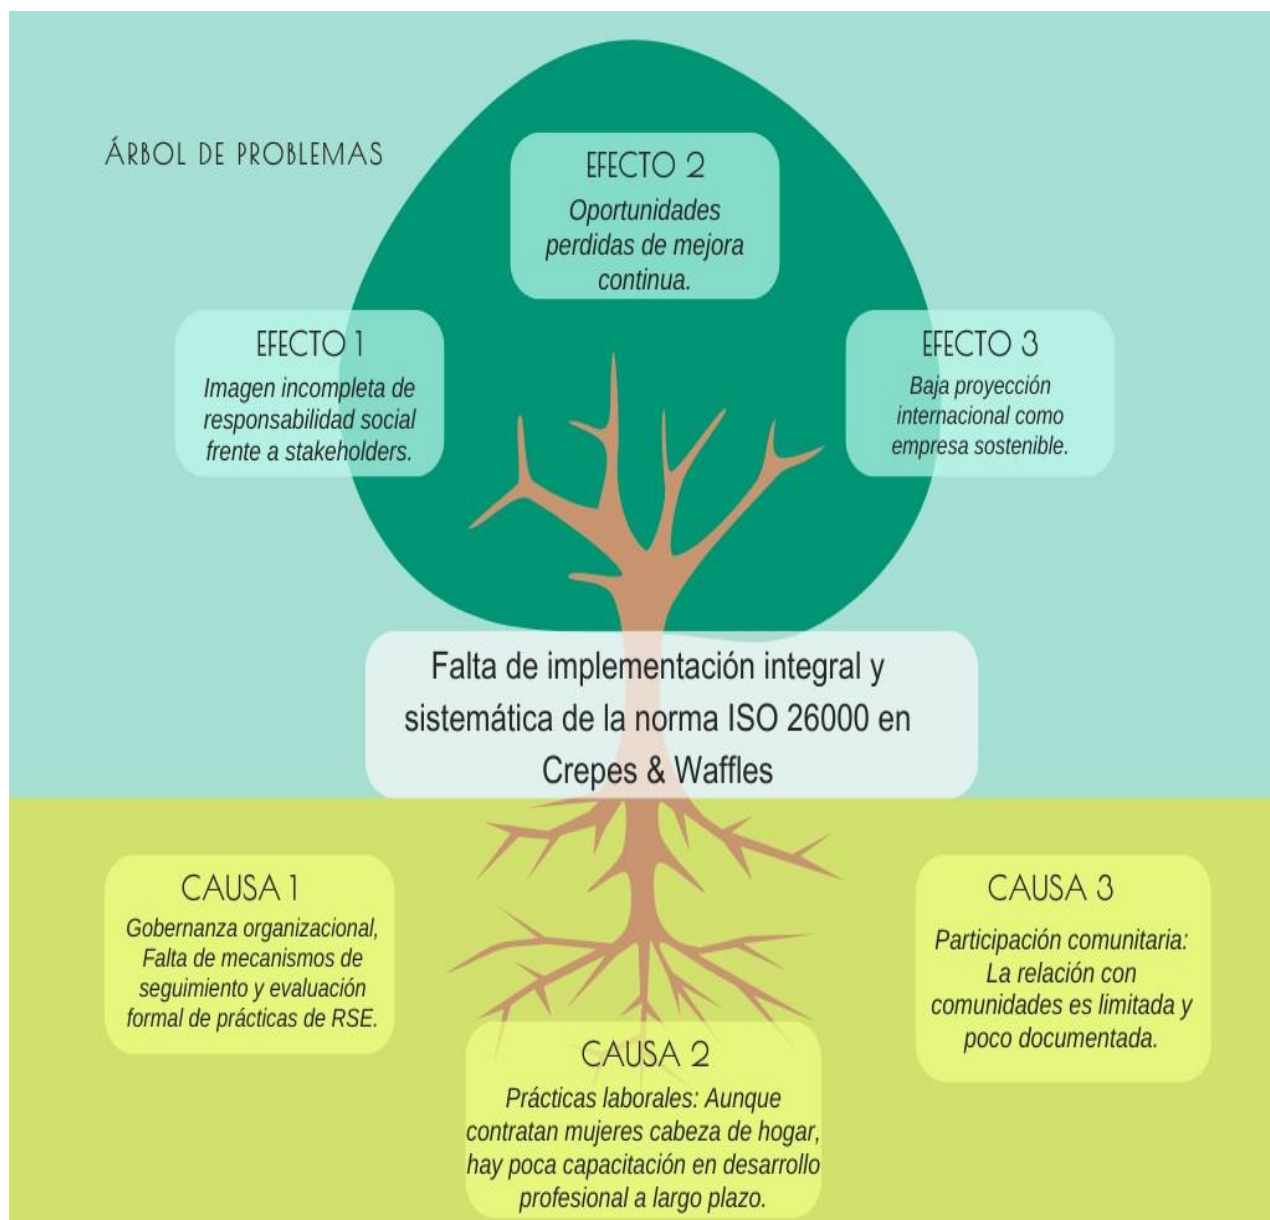 ÁRBOL DE PROBLEMAS
EFECTO 2
Oportunidades
perdidas de mejora
continua.
EFECTO 1
Imagen incompleta de
responsabilidad social
frente a stakeholders.
EFECTO 3
Baja proyección
internacional como
empresa sostenible.
Falta de implementación integral y
sistemática de la norma ISO 26000 en
Crepes & Waffles
CAUSA 1
Gobernanza organizacional,
Falta de mecanismos de
seguimiento y evaluación
formal de prácticas de RSE.
CAUSA 2
Prácticas laborales: Aunque
contratan mujeres cabeza de hogar,
hay poca capacitación en desarrollo
profesional a largo plazo.
CAUSA 3
Participación comunitaria:
La relación con
comunidades es limitada y
poco documentada.